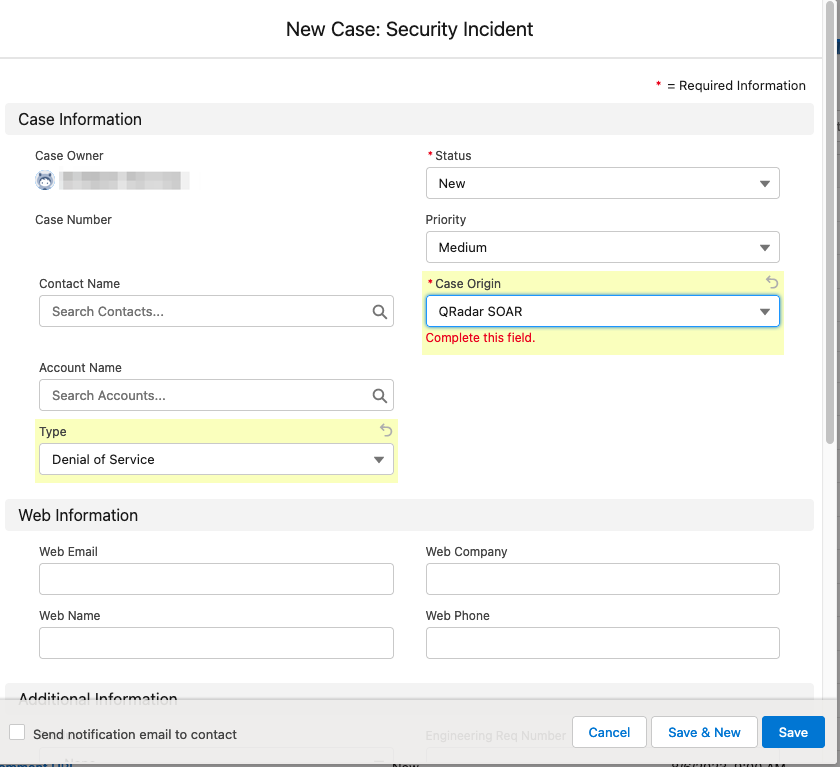 New Case: Security Incident
* = Required Information
Case Information
Case Owner
* Status
New
Case Number
Priority
Medium
Contact Name
Search Contacts...
* Case Origin
QRadar SOAR
Complete this field.
Account Name
Search Accounts...
Type
Denial of Service
Web Information
Web Email
Web Company
Web Name
Web Phone
Additional Information
Send notification email to contact
Engineering Req Number
Cancel
Save & New
Save